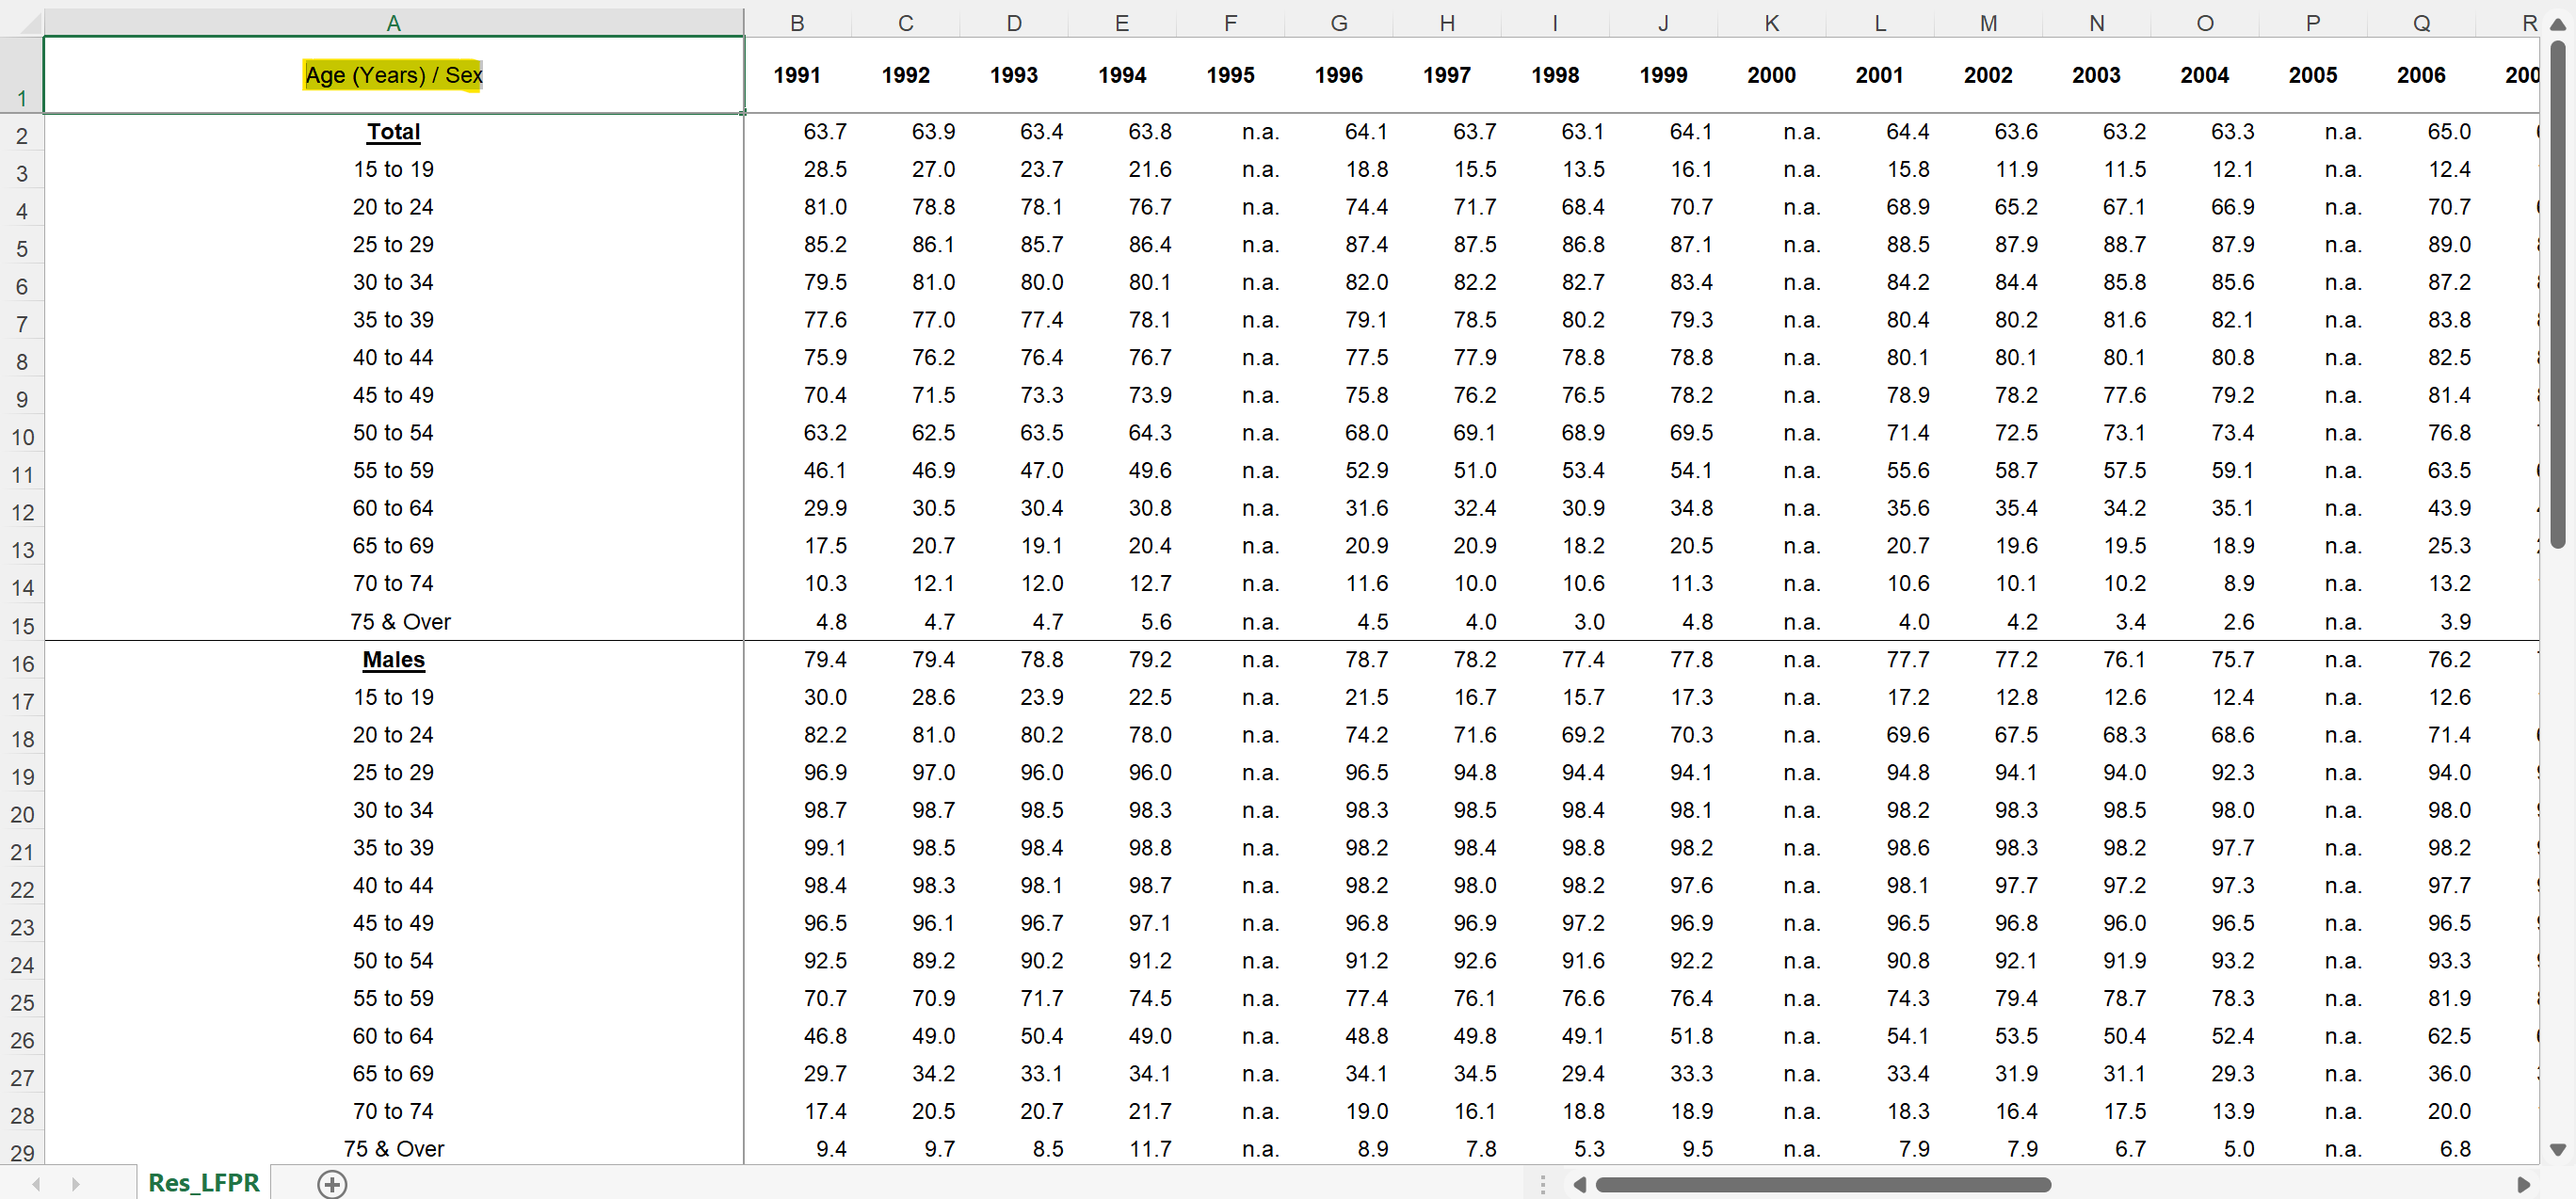 A B C D E F G H I J K L M N O P Q R
1 Age (Years) / Sex 1991 1992 1993 1994 1995 1996 1997 1998 1999 2000 2001 2002 2003 2004 2005 2006
2 Total 63.7 63.9 63.4 63.8 n.a. 64.1 63.7 63.1 64.1 n.a. 64.4 63.6 63.2 63.3 n.a. 65.0
3 15 to 19 28.5 27.0 23.7 21.6 n.a. 18.8 15.5 13.5 16.1 n.a. 15.8 11.9 11.5 12.1 n.a. 12.4
4 20 to 24 81.0 78.8 78.1 76.7 n.a. 74.4 71.7 68.4 70.7 n.a. 68.9 65.2 67.1 66.9 n.a. 70.7
5 25 to 29 85.2 86.1 85.7 86.4 n.a. 87.4 87.5 86.8 87.1 n.a. 88.5 87.9 88.7 87.9 n.a. 89.0
6 30 to 34 79.5 81.0 80.0 80.1 n.a. 82.0 82.2 82.7 83.4 n.a. 84.2 84.4 85.8 85.6 n.a. 87.2
7 35 to 39 77.6 77.0 77.4 78.1 n.a. 79.1 78.5 80.2 79.3 n.a. 80.4 80.2 81.6 82.1 n.a. 83.8
8 40 to 44 75.9 76.2 76.4 76.7 n.a. 77.5 77.9 78.8 78.8 n.a. 80.1 80.1 80.1 80.8 n.a. 82.5
9 45 to 49 70.4 71.5 73.3 73.9 n.a. 75.8 76.2 76.5 78.2 n.a. 78.9 78.2 77.6 79.2 n.a. 81.4
10 50 to 54 63.2 62.5 63.5 64.3 n.a. 68.0 69.1 68.9 69.5 n.a. 71.4 72.5 73.1 73.4 n.a. 76.8
11 55 to 59 46.1 46.9 47.0 49.6 n.a. 52.9 51.0 53.4 54.1 n.a. 55.6 58.7 57.5 59.1 n.a. 63.5
12 60 to 64 29.9 30.5 30.4 30.8 n.a. 31.6 32.4 30.9 34.8 n.a. 35.6 35.4 34.2 35.1 n.a. 43.9
13 65 to 69 17.5 20.7 19.1 20.4 n.a. 20.9 20.9 18.2 20.5 n.a. 20.7 19.6 19.5 18.9 n.a. 25.3
14 70 to 74 10.3 12.1 12.0 12.7 n.a. 11.6 10.0 10.6 11.3 n.a. 10.6 10.1 10.2 8.9 n.a. 13.2
15 75 & Over 4.8 4.7 4.7 5.6 n.a. 4.5 4.0 3.0 4.8 n.a. 4.0 4.2 3.4 2.6 n.a. 3.9
16 Males 79.4 79.4 78.8 79.2 n.a. 78.7 78.2 77.4 77.8 n.a. 77.7 77.2 76.1 75.7 n.a. 76.2
17 15 to 19 30.0 28.6 23.9 22.5 n.a. 21.5 16.7 15.7 17.3 n.a. 17.2 12.8 12.6 12.4 n.a. 12.6
18 20 to 24 82.2 81.0 80.2 78.0 n.a. 74.2 71.6 69.2 70.3 n.a. 69.6 67.5 68.3 68.6 n.a. 71.4
19 25 to 29 96.9 97.0 96.0 96.0 n.a. 96.5 94.8 94.4 94.1 n.a. 94.8 94.1 94.0 92.3 n.a. 94.0
20 30 to 34 98.7 98.7 98.5 98.3 n.a. 98.3 98.5 98.4 98.1 n.a. 98.2 98.3 98.5 98.0 n.a. 98.0
21 35 to 39 99.1 98.5 98.4 98.8 n.a. 98.2 98.4 98.8 98.2 n.a. 98.6 98.3 98.2 97.7 n.a. 98.2
22 40 to 44 98.4 98.3 98.1 98.7 n.a. 98.2 98.0 98.2 97.6 n.a. 98.1 97.7 97.2 97.3 n.a. 97.7
23 45 to 49 96.5 96.1 96.7 97.1 n.a. 96.8 96.9 97.2 96.9 n.a. 96.5 96.8 96.0 96.5 n.a. 96.5
24 50 to 54 92.5 89.2 90.2 91.2 n.a. 91.2 92.6 91.6 92.2 n.a. 90.8 92.1 91.9 93.2 n.a. 93.3
25 55 to 59 70.7 70.9 71.7 74.5 n.a. 77.4 76.1 76.6 76.4 n.a. 74.3 79.4 78.7 78.3 n.a. 81.9
26 60 to 64 46.8 49.0 50.4 49.0 n.a. 48.8 49.8 49.1 51.8 n.a. 54.1 53.5 50.4 52.4 n.a. 62.5
27 65 to 69 29.7 34.2 33.1 34.1 n.a. 34.1 34.5 29.4 33.3 n.a. 33.4 31.9 31.1 29.3 n.a. 36.0
28 70 to 74 17.4 20.5 20.7 21.7 n.a. 19.0 16.1 18.8 18.9 n.a. 18.3 16.4 17.5 13.9 n.a. 20.0
29 75 & Over 9.4 9.7 8.5 11.7 n.a. 8.9 7.8 5.3 9.5 n.a. 7.9 7.9 6.7 5.0 n.a. 6.8
Res_LFPR